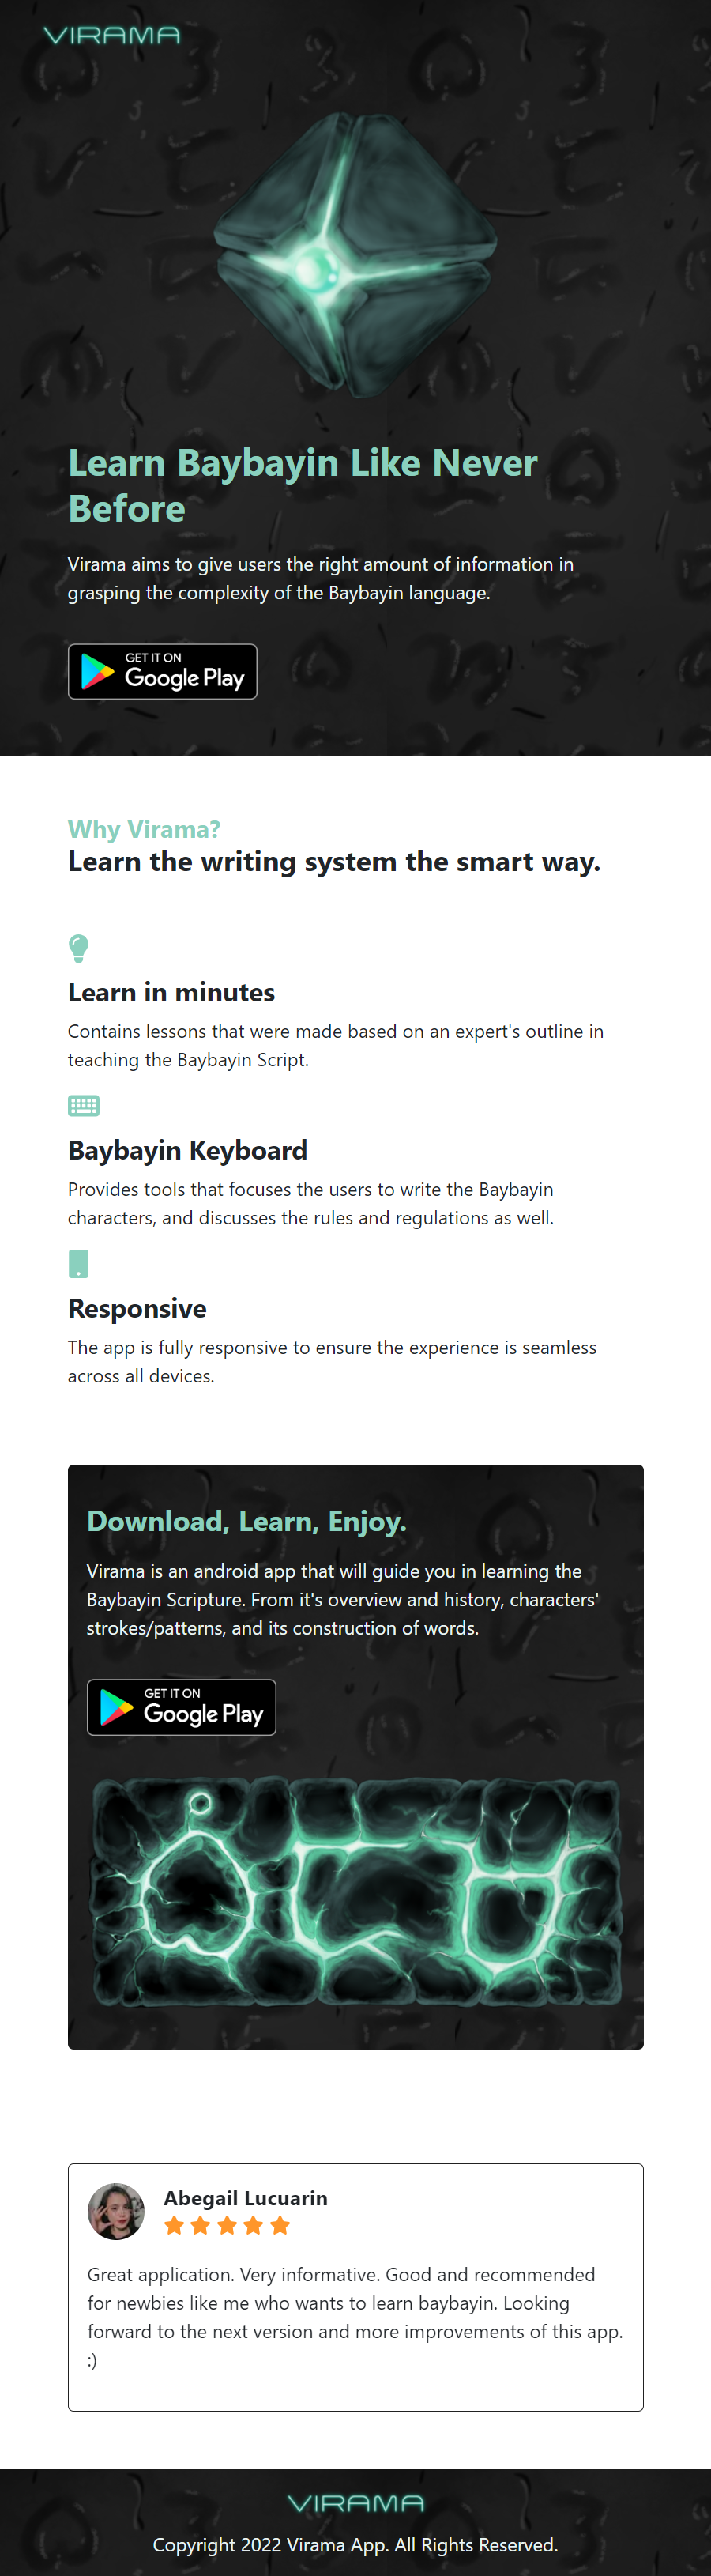 VIRAMA
Learn Baybayin Like Never
Before
Virama aims to give users the right amount of information in
grasping the complexity of the Baybayin language.
GET IT ON
Google Play
Why Virama?
Learn the writing system the smart way.
Learn in minutes
Contains lessons that were made based on an expert's outline in
teaching the Baybayin Script.
Baybayin Keyboard
Provides tools that focuses the users to write the Baybayin
characters, and discusses the rules and regulations as well.
Responsive
The app is fully responsive to ensure the experience is seamless
across all devices.
Download, Learn, Enjoy.
Virama is an android app that will guide you in learning the
Baybayin Scripture. From it's overview and history, characters'
strokes/patterns, and its construction of words.
GET IT ON
Google Play
Abegail Lucuarin
Great application. Very informative. Good and recommended
for newbies like me who wants to learn baybayin. Looking
forward to the next version and more improvements of this app.
:)
VIRAMA
Copyright 2022 Virama App. All Rights Reserved.